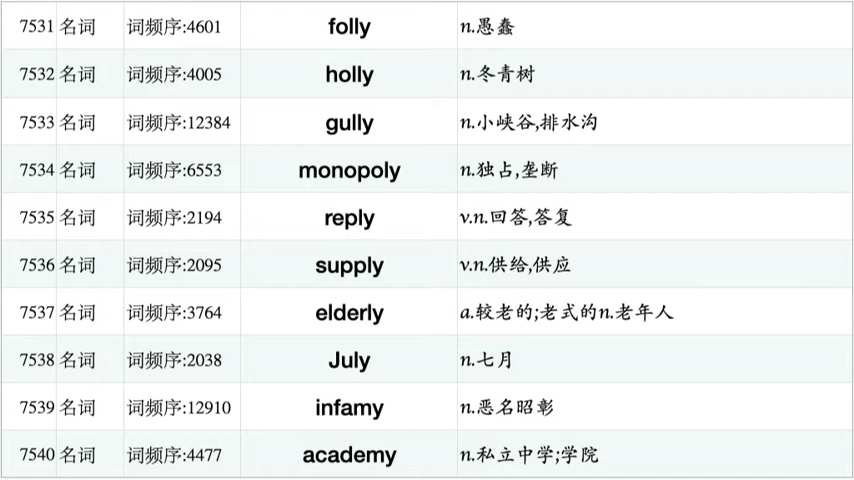 7531 名词 词频序:4601 folly n.愚蠢
7532 名词 词频序:4005 holly n.冬青树
7533 名词 词频序:12384 gully n.小峡谷,排水沟
7534 名词 词频序:6553 monopoly n.独占,垄断
7535 名词 词频序:2194 reply v.n.回答,答复
7536 名词 词频序:2095 supply v.n.供给,供应
7537 名词 词频序:3764 elderly a.较老的;老式的n.老年人
7538 名词 词频序:2038 July n.七月
7539 名词 词频序:12910 infamy n.恶名昭彰
7540 名词 词频序:4477 academy n.私立中学;学院